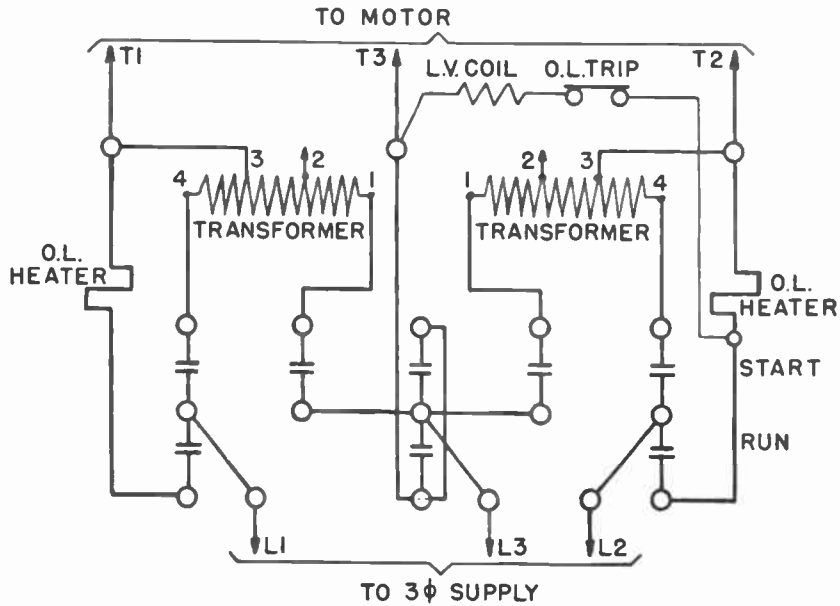 TO MOTOR
T1
T3
T2
L.V. COIL
O.L. TRIP
4
3
2
1
TRANSFORMER
1
2
3
4
TRANSFORMER
O.L.
HEATER
O.L.
HEATER
START
RUN
L1
L3
L2
TO 3ϕ SUPPLY